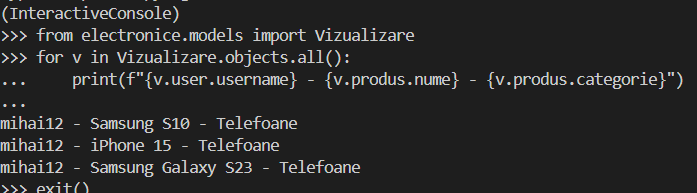 (InteractiveConsole)
>>> from electronice.models import Vizualizare
>>> for v in Vizualizare.objects.all():
...     print(f"{v.user.username} - {v.produs.nume} - {v.produs.categorie}")
...
mihai12 - Samsung S10 - Telefoane
mihai12 - iPhone 15 - Telefoane
mihai12 - Samsung Galaxy S23 - Telefoane
>>> exit()